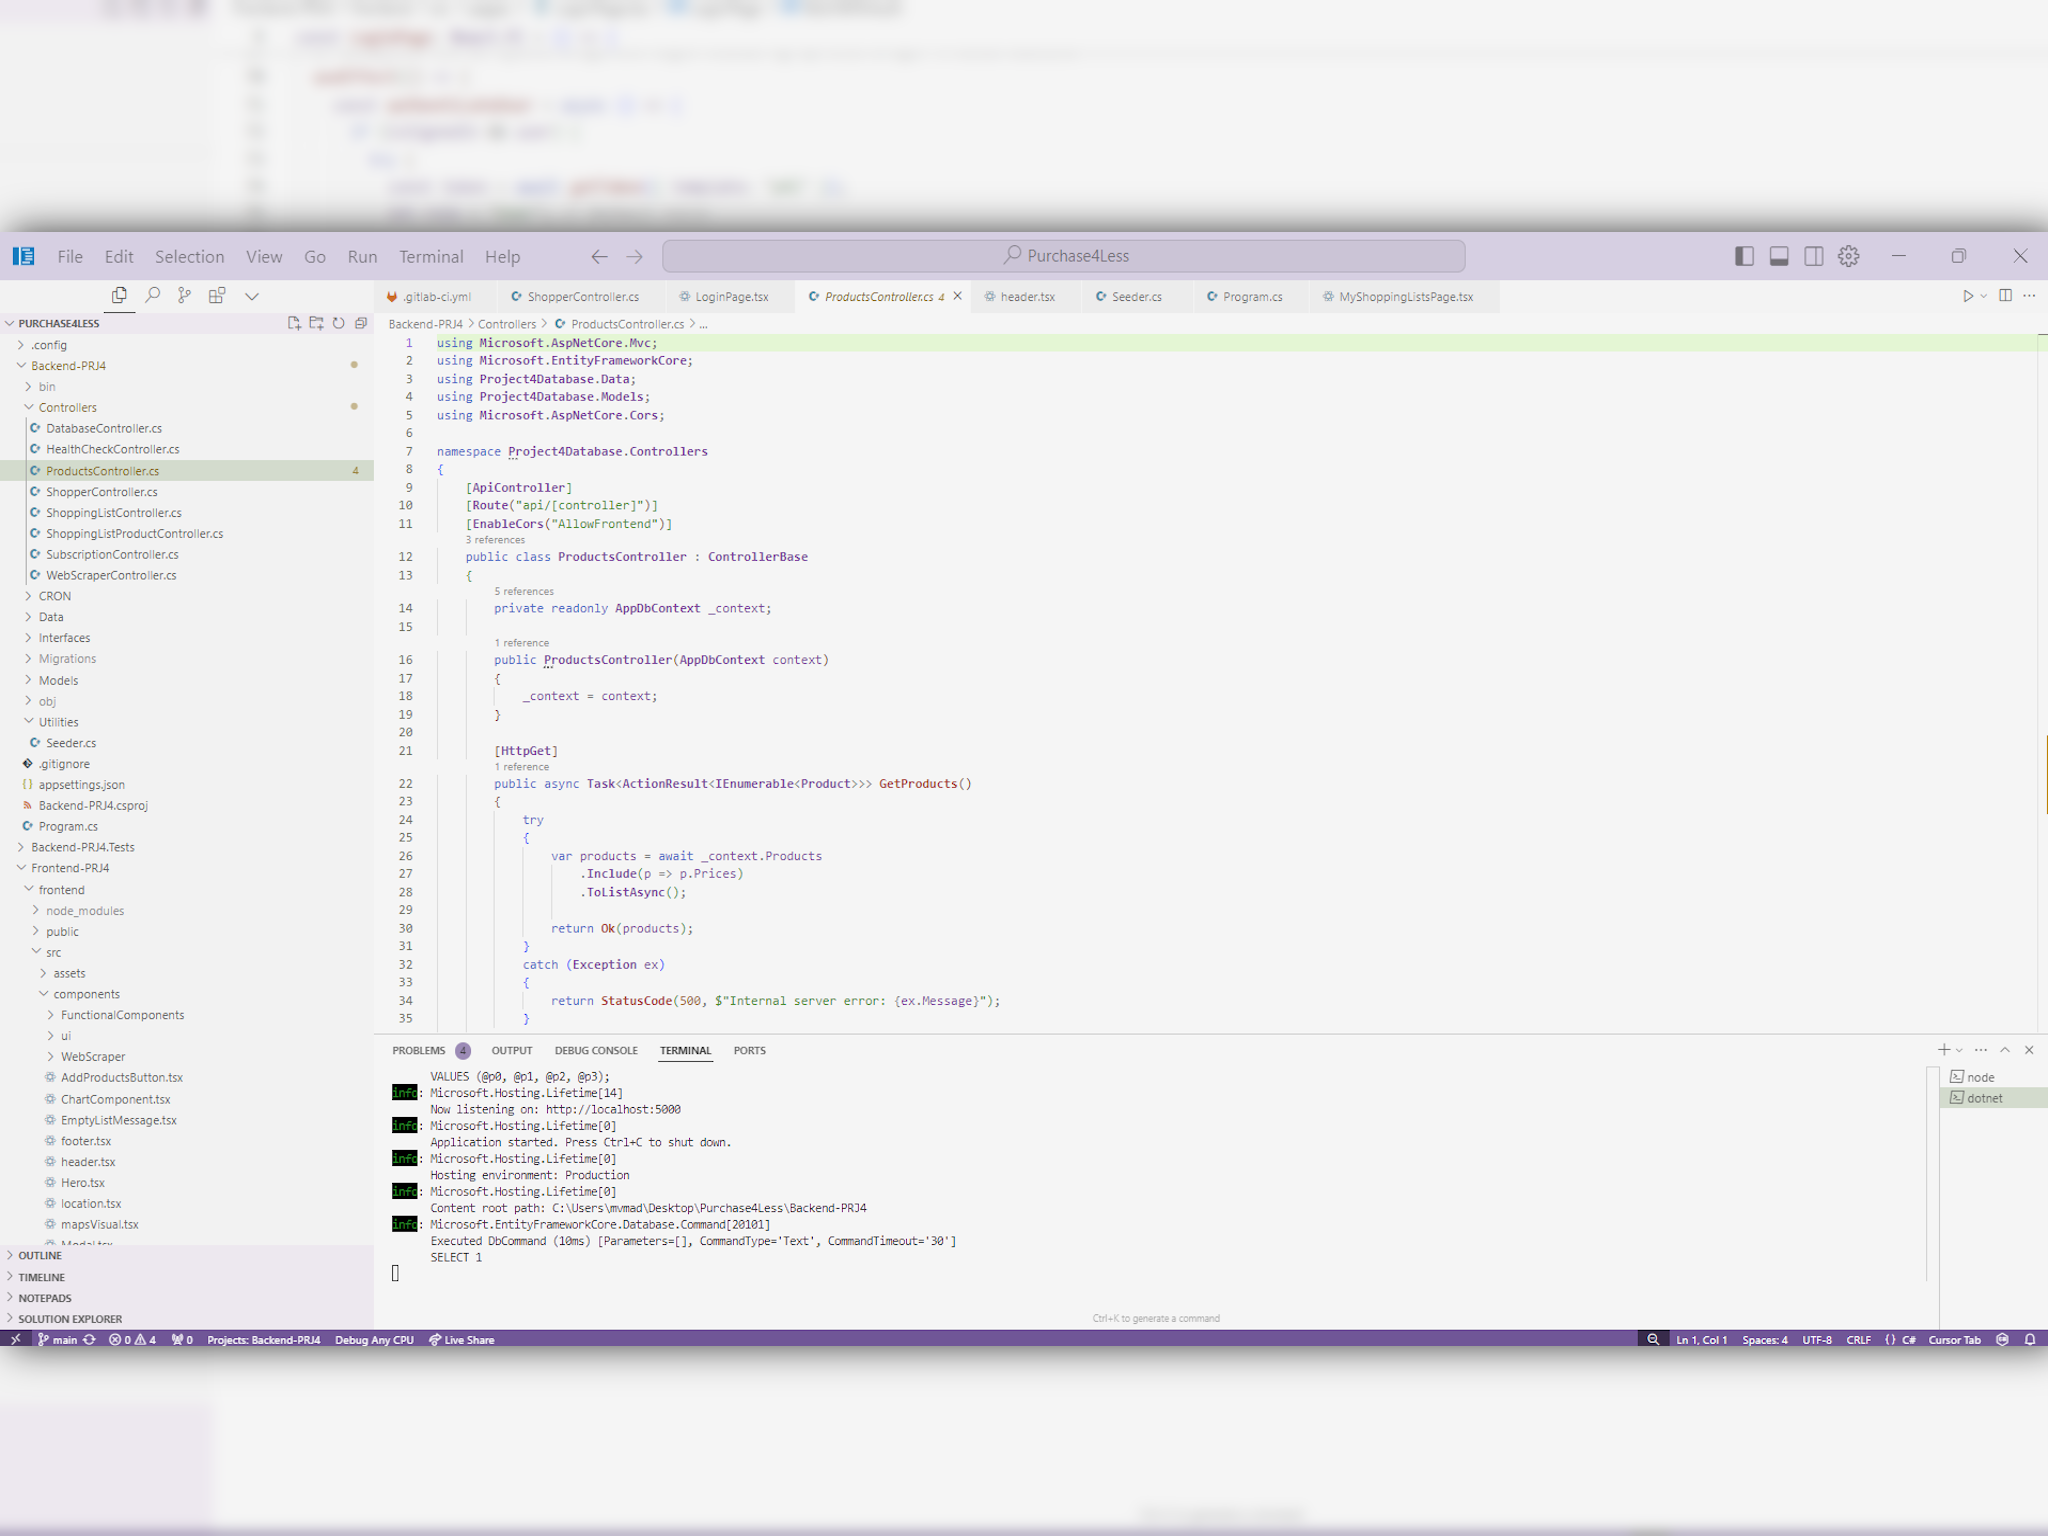 File Edit Selection View Go Run Terminal Help
Purchase4Less
.gitlab-ci.yml ShopperController.cs LoginPage.tsx ProductsController.cs 4 header.tsx Seeder.cs Program.cs MyShoppingListsPage.tsx
PURCHASE4LESS
.config
Backend-PRJ4
bin
Controllers
DatabaseController.cs
HealthCheckController.cs
ProductsController.cs 4
ShopperController.cs
ShoppingListController.cs
ShoppingListProductController.cs
SubscriptionController.cs
WebScraperController.cs
CRON
Data
Interfaces
Migrations
Models
obj
Utilities
Seeder.cs
.gitignore
appsettings.json
Backend-PRJ4.csproj
Program.cs
Backend-PRJ4.Tests
Frontend-PRJ4
frontend
node_modules
public
src
assets
components
FunctionalComponents
ui
WebScraper
AddProductsButton.tsx
ChartComponent.tsx
EmptyListMessage.tsx
footer.tsx
header.tsx
Hero.tsx
location.tsx
mapsVisual.tsx
OUTLINE
TIMELINE
NOTEPADS
SOLUTION EXPLORER
Backend-PRJ4 > Controllers > ProductsController.cs > ...
1 using Microsoft.AspNetCore.Mvc;
2 using Microsoft.EntityFrameworkCore;
3 using Project4Database.Data;
4 using Project4Database.Models;
5 using Microsoft.AspNetCore.Cors;
6
7 namespace Project4Database.Controllers
8 {
9 [ApiController]
10 [Route("api/[controller]")]
11 [EnableCors("AllowFrontend")]
3 references
12 public class ProductsController : ControllerBase
13 {
5 references
14 private readonly AppDbContext _context;
15
1 reference
16 public ProductsController(AppDbContext context)
17 {
18 _context = context;
19 }
20
21 [HttpGet]
1 reference
22 public async Task<ActionResult<IEnumerable<Product>>> GetProducts()
23 {
24 try
25 {
26 var products = await _context.Products
27 .Include(p => p.Prices)
28 .ToListAsync();
29
30 return Ok(products);
31 }
32 catch (Exception ex)
33 {
34 return StatusCode(500, $"Internal server error: {ex.Message}");
35 }
PROBLEMS 4 OUTPUT DEBUG CONSOLE TERMINAL PORTS
VALUES (@p0, @p1, @p2, @p3);
info: Microsoft.Hosting.Lifetime[14]
Now listening on: http://localhost:5000
info: Microsoft.Hosting.Lifetime[0]
Application started. Press Ctrl+C to shut down.
info: Microsoft.Hosting.Lifetime[0]
Hosting environment: Production
info: Microsoft.Hosting.Lifetime[0]
Content root path: C:\Users\mvmad\Desktop\Purchase4Less\Backend-PRJ4
info: Microsoft.EntityFrameworkCore.Database.Command[20101]
Executed DbCommand (10ms) [Parameters=[], CommandType='Text', CommandTimeout='30']
SELECT 1
node
dotnet
Ctrl+K to generate a command
main 0 4 0 Projects: Backend-PRJ4 Debug Any CPU Live Share Ln 1, Col 1 Spaces: 4 UTF-8 CRLF {} C# Cursor Tab